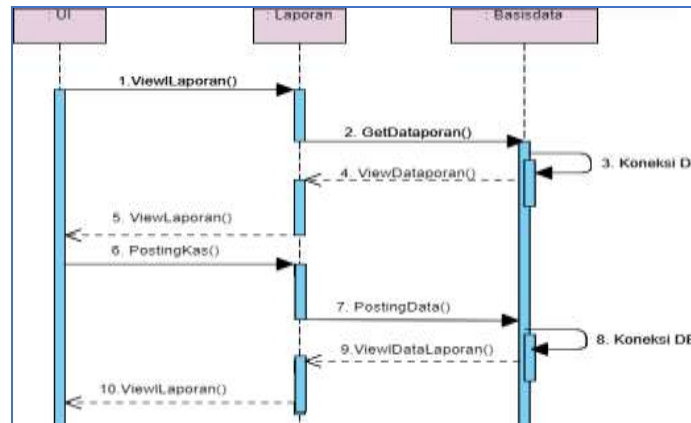 : UI
: Laporan
: Basisdata
1.ViewlLaporan()
2. GetDataporan()
3. Koneksi D
4. ViewDataporan()
5. ViewLaporan()
6. PostingKas()
7. PostingData()
8. Koneksi DE
9.ViewlDataLaporan()
10.ViewlLaporan()